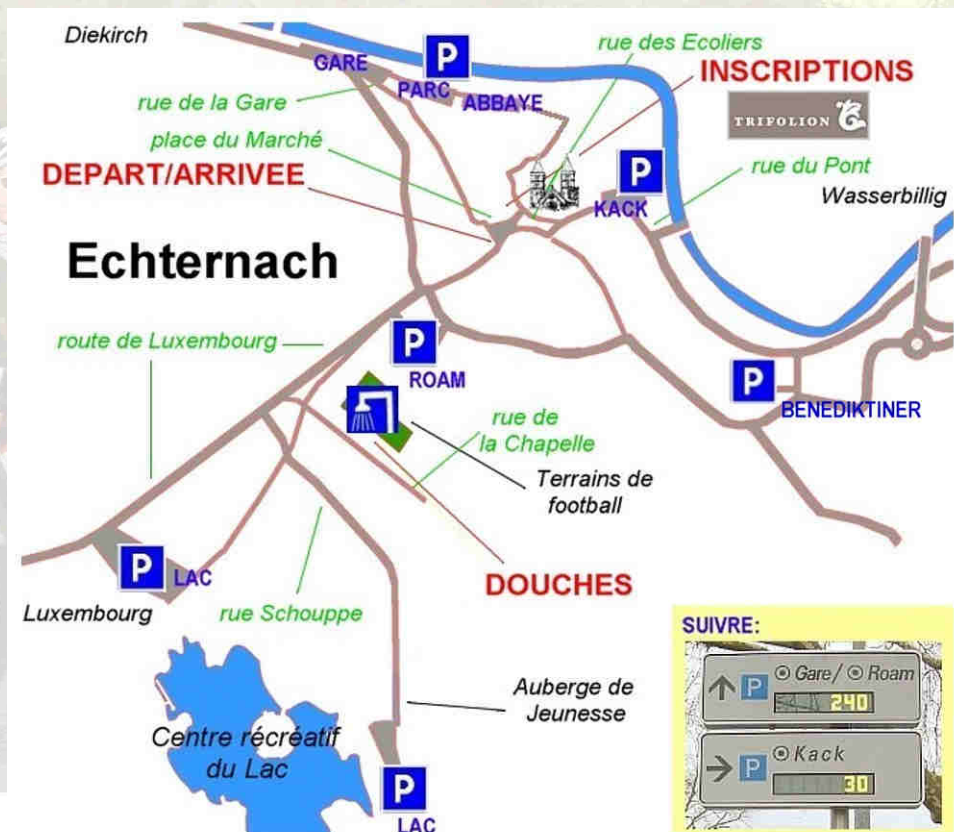 Diekirch
P
GARE
rue des Ecoliers
INSCRIPTIONS
rue de la Gare
PARC
ABBAYE
TRIFOLION
place du Marché
DEPART/ARRIVEE
P
rue du Pont
Wasserbillig
KACK
Echternach
route de Luxembourg
P
ROAM
P
BENEDIKTINER
rue de
la Chapelle
Terrains de
football
P
LAC
DOUCHES
Luxembourg
rue Schouppe
SUIVRE:
P
Gare/ Roam
240
P
Kack
30
Auberge de
Jeunesse
Centre récréatif
du Lac
P
LAC